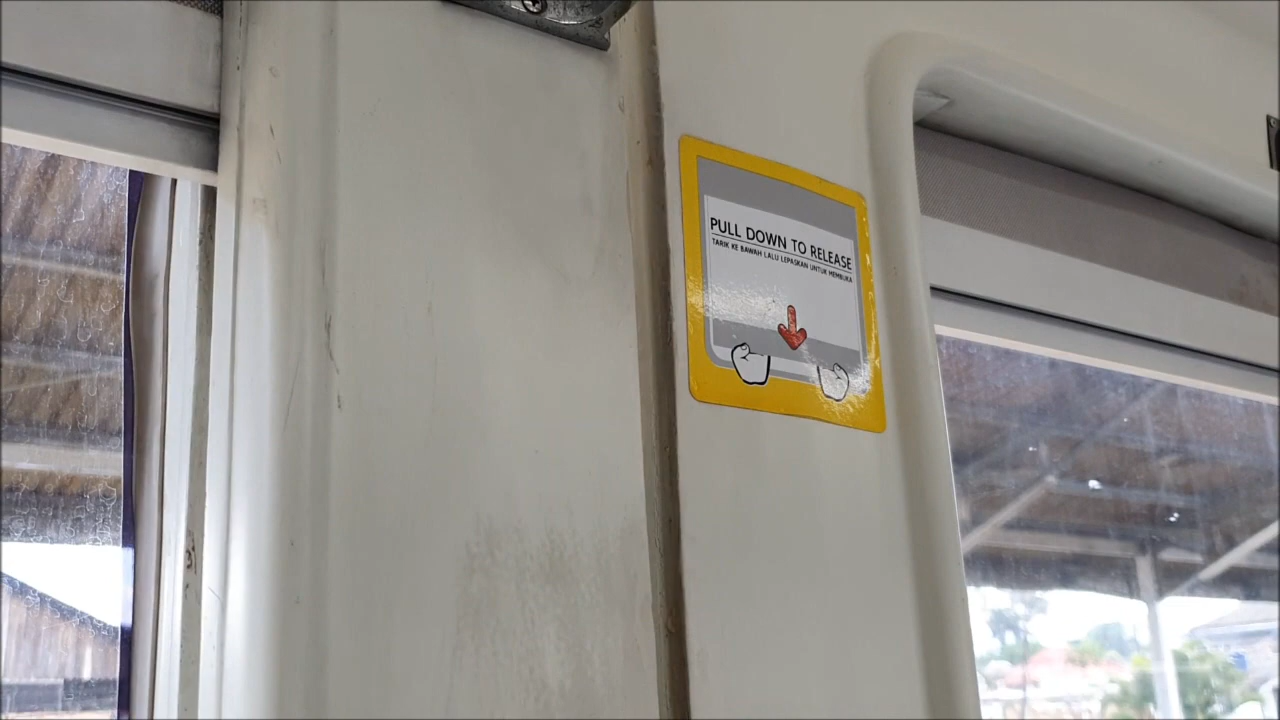 PULL DOWN TO RELEASE
TARIK KE BAWAH LALU LEPASKAN UNTUK MEMBUKA